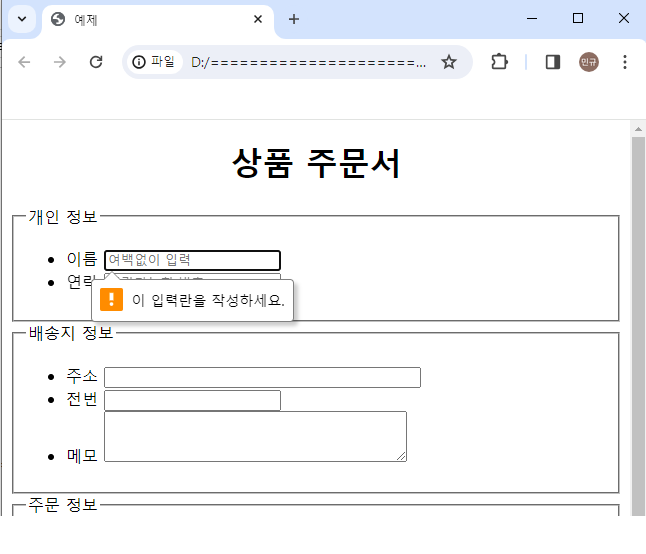 예제
파일 D:/=====================...
민규
상품 주문서
개인 정보
이름 여백없이 입력
연락
이 입력란을 작성하세요.
배송지 정보
주소
전번
메모
주문 정보